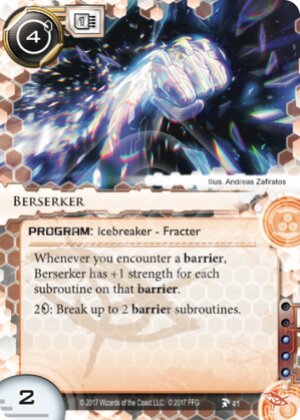 4
1
Illus. Andreas Zafiratos
BERSERKER
PROGRAM: Icebreaker - Fracter
Whenever you encounter a barrier,
Berserker has +1 strength for each
subroutine on that barrier.
2: Break up to 2 barrier subroutines.
2
© 2017 Wizards of the Coast LLC. © 2017 FFG
41